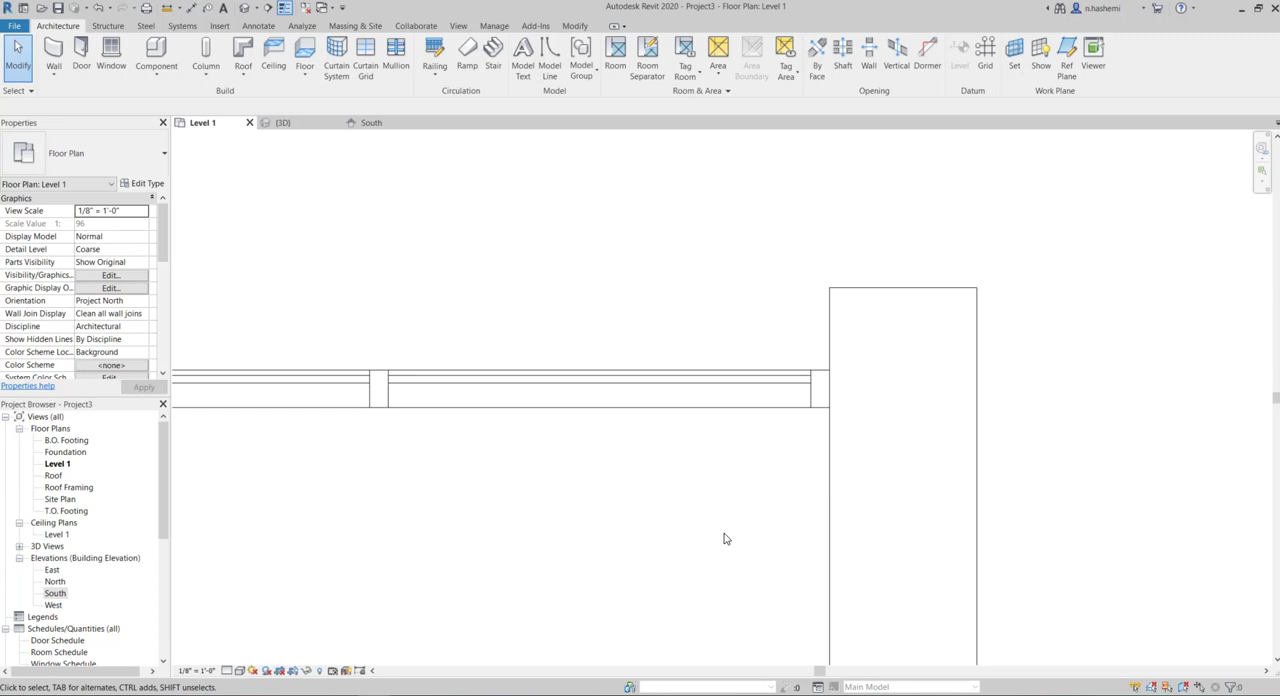 Autodesk Revit 2020 - Project3 - Floor Plan: Level 1
n.hashemi
File Architecture Structure Steel Systems Insert Annotate Analyze Massing & Site Collaborate View Manage Add-Ins Modify
Modify Wall Door Window Component Column Roof Ceiling Floor Curtain System Curtain Grid Mullion Railing Ramp Stair Model Text Model Line Model Group Room Room Separator Tag Room Area Area Boundary Tag Area By Face Shaft Wall Vertical Dormer Level Grid Set Show Ref Plane Viewer
Select Build Circulation Model Room & Area Opening Datum Work Plane
Properties
Level 1 (3D) South
Floor Plan
Floor Plan: Level 1 Edit Type
Graphics
View Scale 1/8" = 1'-0"
Scale Value 1: 96
Display Model Normal
Detail Level Coarse
Parts Visibility Show Original
Visibility/Graphics... Edit...
Graphic Display O... Edit...
Orientation Project North
Wall Join Display Clean all wall joins
Discipline Architectural
Show Hidden Lines By Discipline
Color Scheme Loc... Background
Color Scheme <none>
System Color Sch... Edit...
Properties help Apply
Project Browser - Project3
Views (all)
Floor Plans
B.O. Footing
Foundation
Level 1
Roof
Roof Framing
Site Plan
T.O. Footing
Ceiling Plans
Level 1
3D Views
Elevations (Building Elevation)
East
North
South
West
Legends
Schedules/Quantities (all)
Door Schedule
Room Schedule
Window Schedule
1/8" = 1'-0"
Click to select, TAB for alternates, CTRL adds, SHIFT unselects.
:0
Main Model
:0